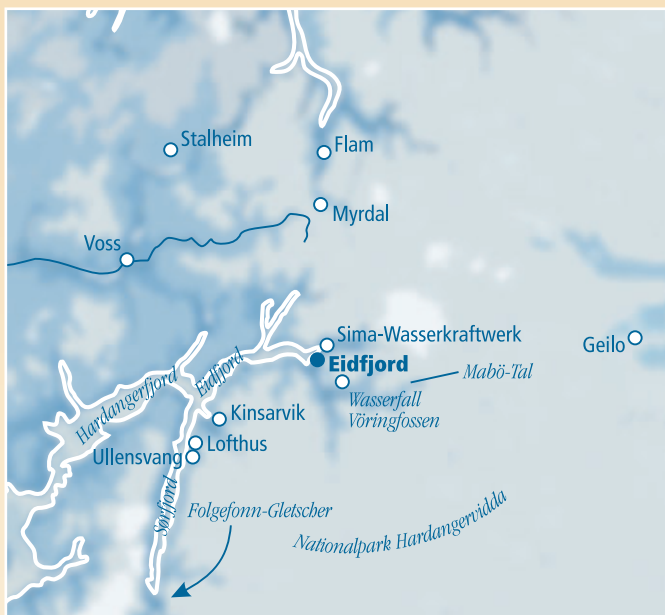 Stalheim
Flam
Myrdal
Voss
Sima-Wasserkraftwerk
Eidfjord
Geilo
Mabö-Tal
Wasserfall
Vöringfossen
Eidfjord
Hardangerfjord
Kinsarvik
Lofthus
Ullensvang
Sørfjord
Folgefonn-Gletscher
Nationalpark Hardangervidda